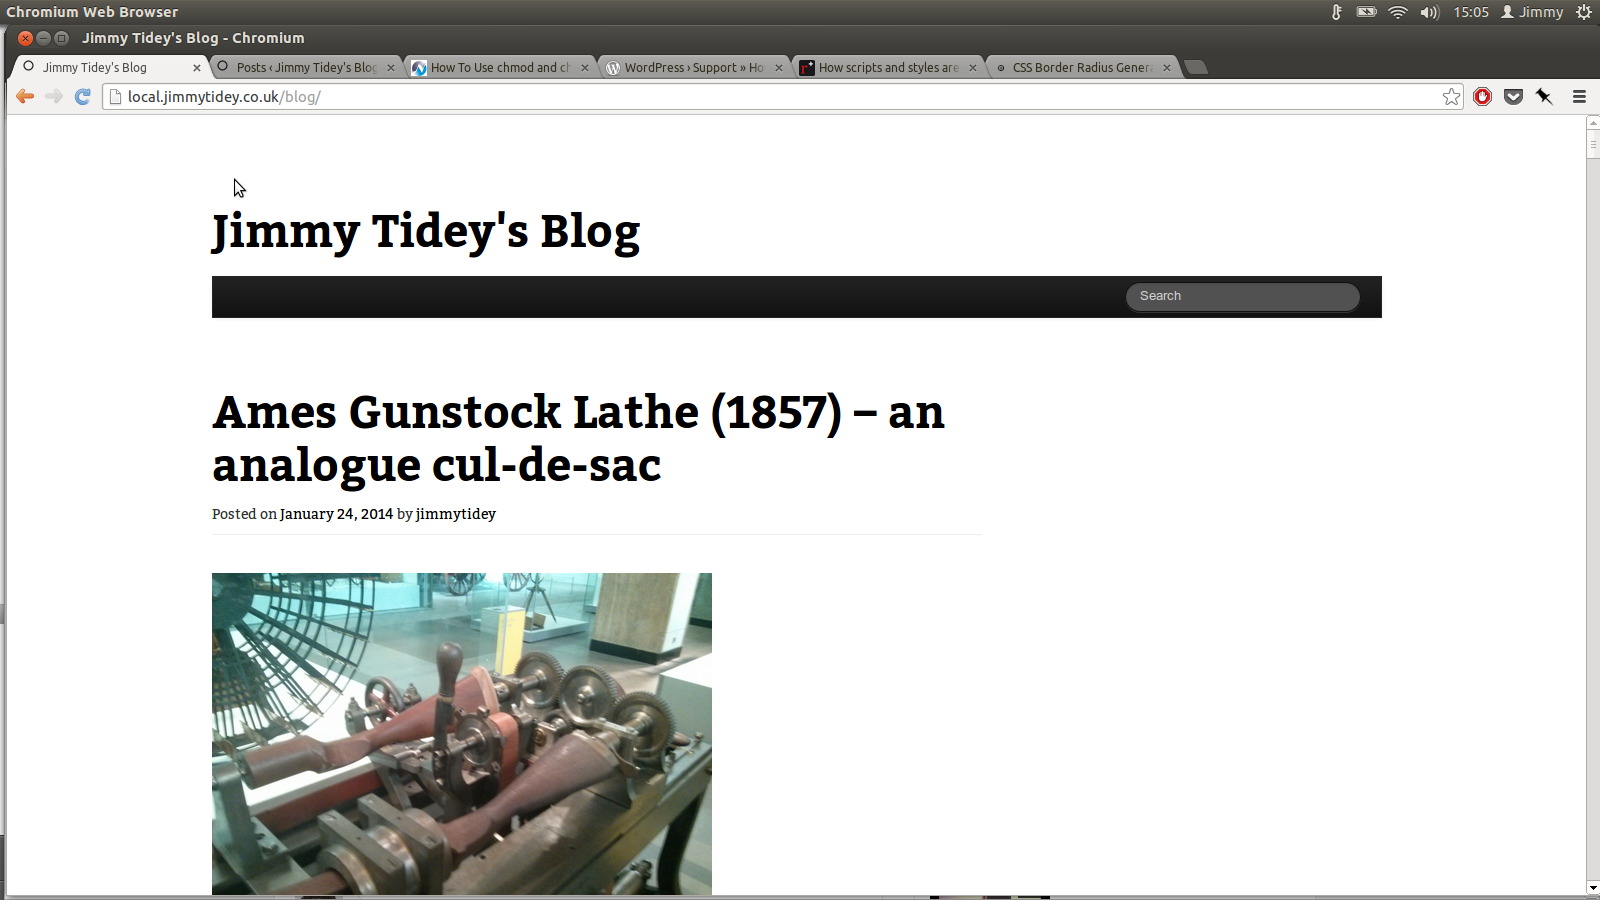 Chromium Web Browser
15:05 Jimmy
Jimmy Tidey's Blog - Chromium
Jimmy Tidey's Blog
Posts ‹ Jimmy Tidey's Blog
How To Use chmod and ch
WordPress › Support » Ho
How scripts and styles are
CSS Border Radius Genera
local.jimmytidey.co.uk/blog/
Jimmy Tidey's Blog
Search
Ames Gunstock Lathe (1857) – an
analogue cul-de-sac
Posted on January 24, 2014 by jimmytidey